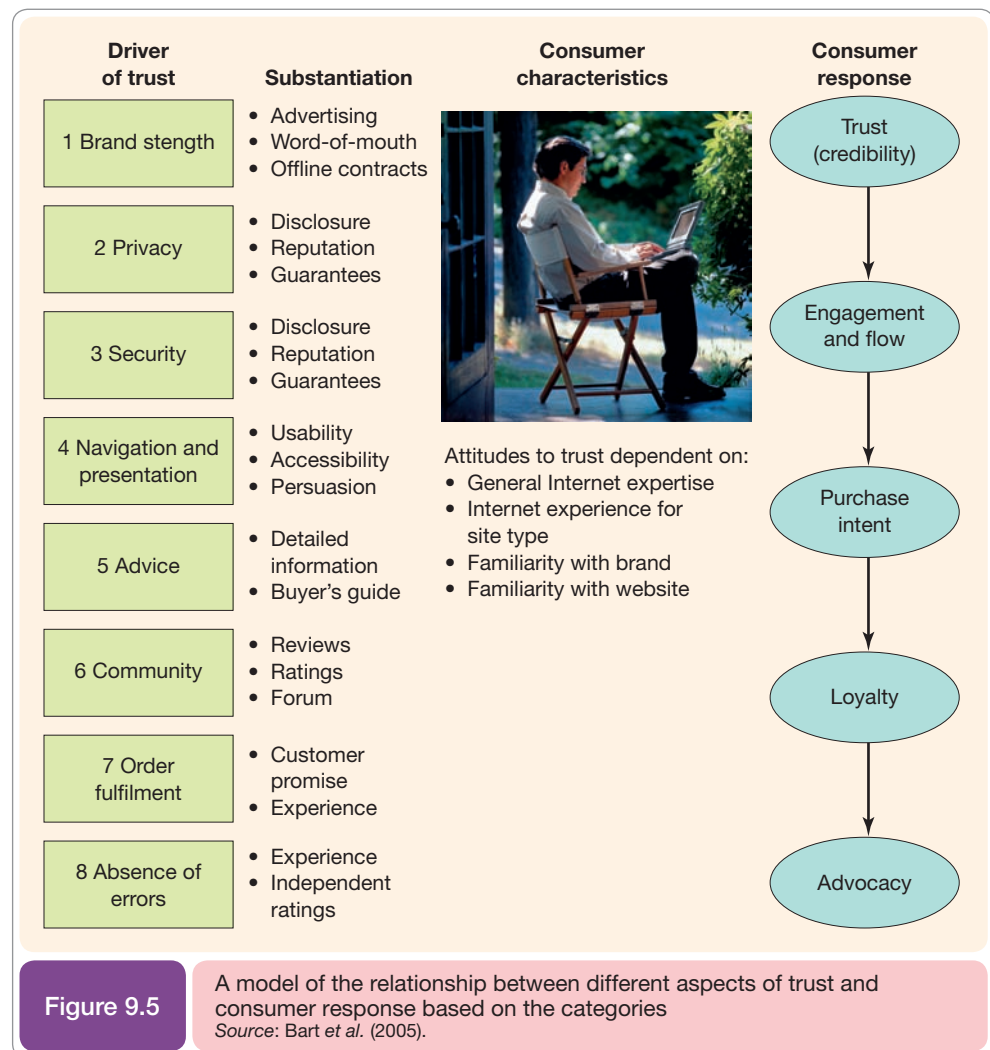 Driver
of trust
Substantiation
Consumer
characteristics
Consumer
response
1 Brand stength
• Advertising
• Word-of-mouth
• Offline contracts
2 Privacy
• Disclosure
• Reputation
• Guarantees
3 Security
• Disclosure
• Reputation
• Guarantees
4 Navigation and
presentation
• Usability
• Accessibility
• Persuasion
5 Advice
• Detailed
information
• Buyer's guide
6 Community
• Reviews
• Ratings
• Forum
7 Order
fulfilment
• Customer
promise
• Experience
8 Absence of
errors
• Experience
• Independent
ratings
Attitudes to trust dependent on:
• General Internet expertise
• Internet experience for
site type
• Familiarity with brand
• Familiarity with website
Trust
(credibility)
Engagement
and flow
Purchase
intent
Loyalty
Advocacy
Figure 9.5
A model of the relationship between different aspects of trust and
consumer response based on the categories
Source: Bart et al. (2005).